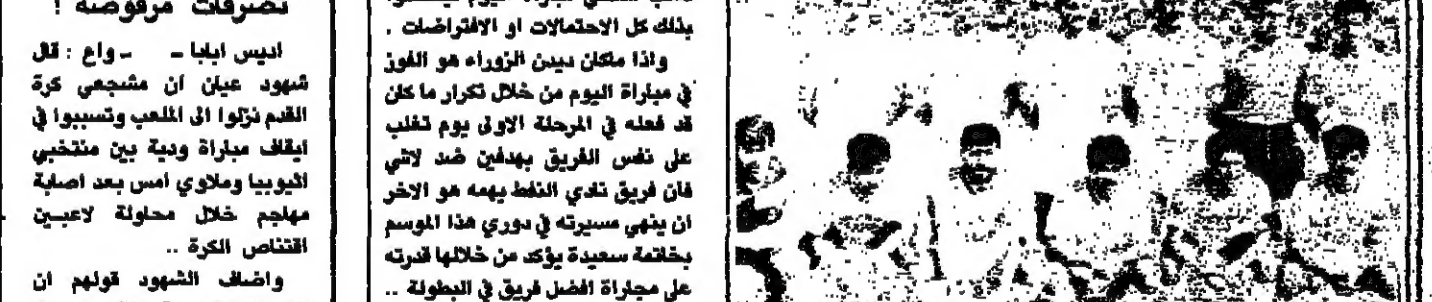 تصرفات مرفوضة !
اديس ابابا ـ ـ واع : قال
شهود عيان ان مشجعي كرة
القدم نزلوا الى الملعب وتسببوا في
ايقاف مباراة ودية بين منتخبي
اثيوبيا وملاوي امس بعد اصابة
مهاجم خلال محاولة لاعبين
اقتناص الكرة ..
واضاف الشهود قولهم ان
بذلك كل الاحتمالات او الافتراضات .
واذا ماكان ديدن الزوراء هو الفوز
في مباراة اليوم من خلال تكرار ما كان
قد فعله في المرحلة الاولى يوم تغلب
على نفس الفريق بهدفين ضد لاشي
فان فريق نادي النفط يهمه هو الاخر
ان ينهي مسيرته في دوري هذا الموسم
بخاتمة سعيدة يؤكد من خلالها قدرته
على مجاراة افضل فريق في البطولة ..